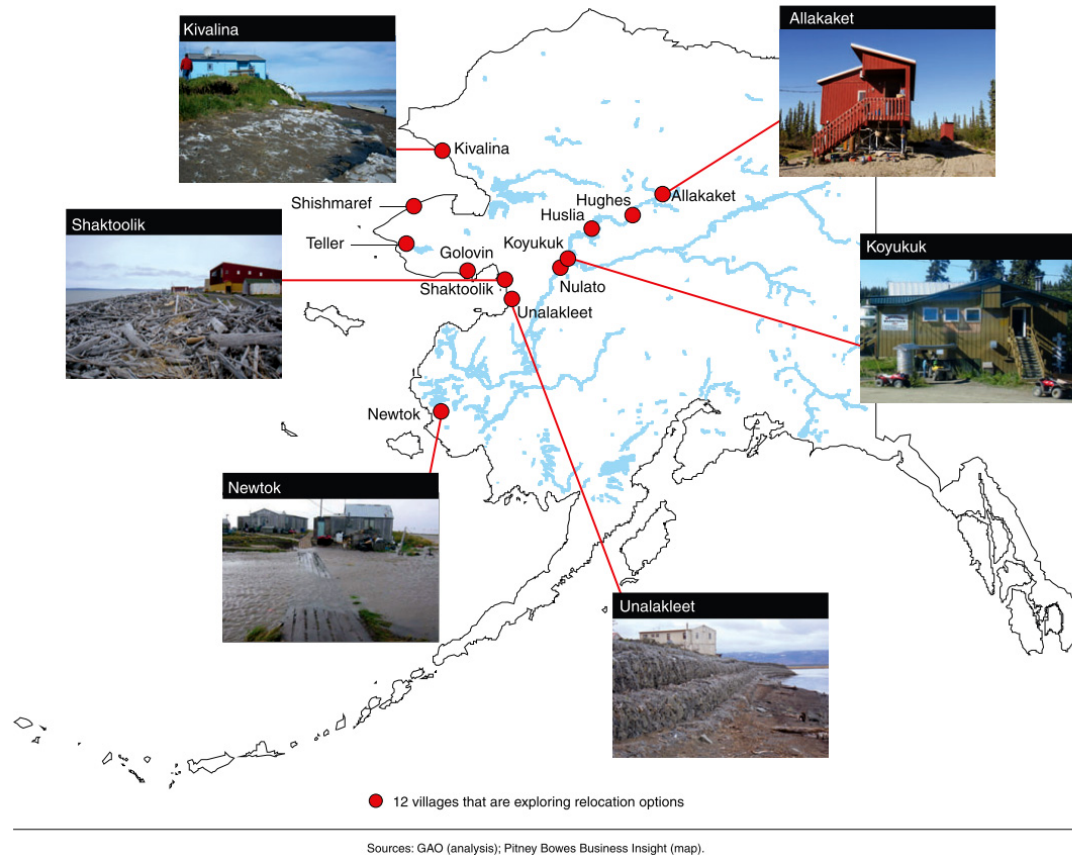 Kivalina
Allakaket
Kivalina
Shishmaref
Hughes
Allakaket
Huslia
Shaktoolik
Teller
Koyukuk
Golovin
Koyukuk
Shaktoolik
Nulato
Unalakleet
Newtok
Newtok
Unalakleet
12 villages that are exploring relocation options
Sources: GAO (analysis); Pitney Bowes Business Insight (map).